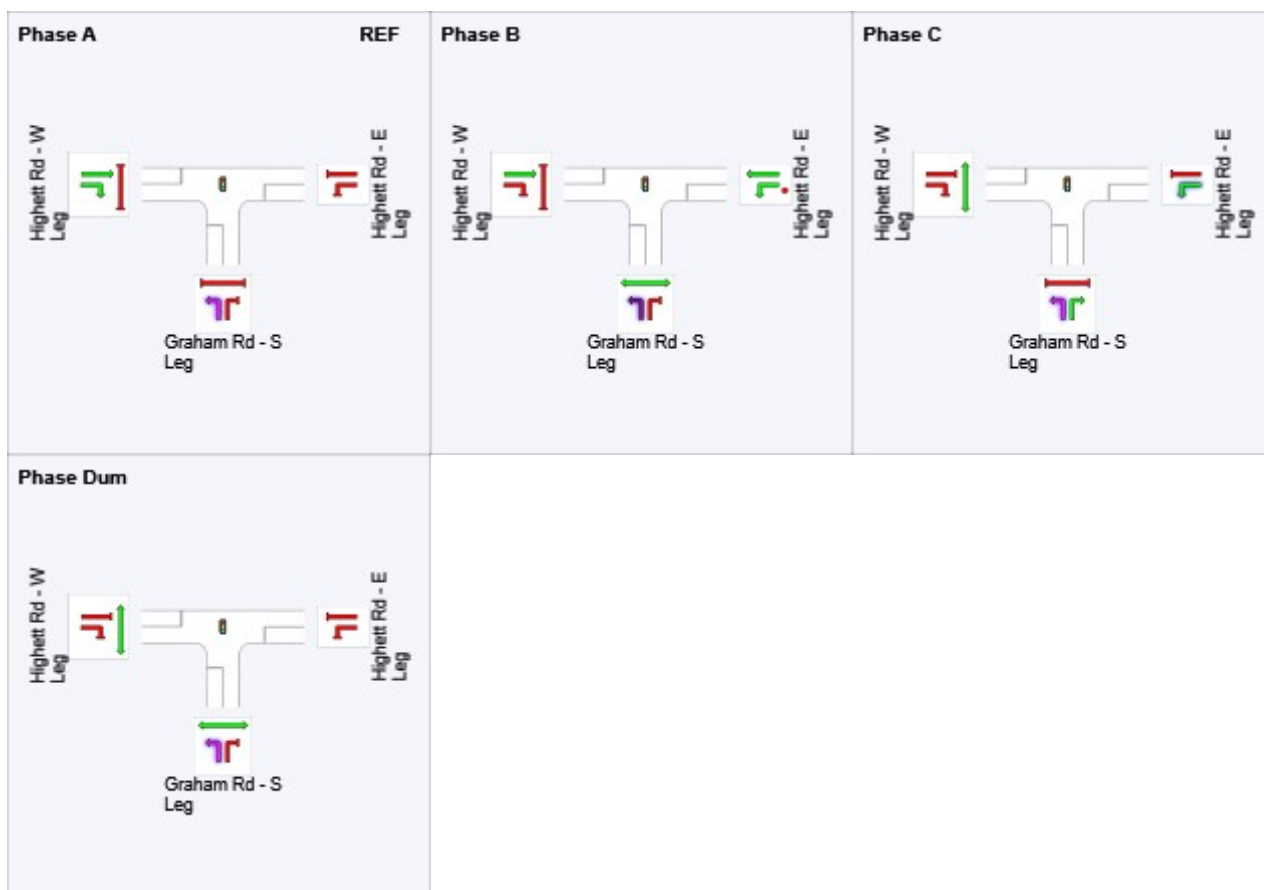 Phase A
REF
Highett Rd - W
Leg
Highett Rd - E
Leg
Graham Rd - S
Leg
Phase B
Highett Rd - W
Leg
Highett Rd - E
Leg
Graham Rd - S
Leg
Phase C
Highett Rd - W
Leg
Highett Rd - E
Leg
Graham Rd - S
Leg
Phase Dum
Highett Rd - W
Leg
Highett Rd - E
Leg
Graham Rd - S
Leg